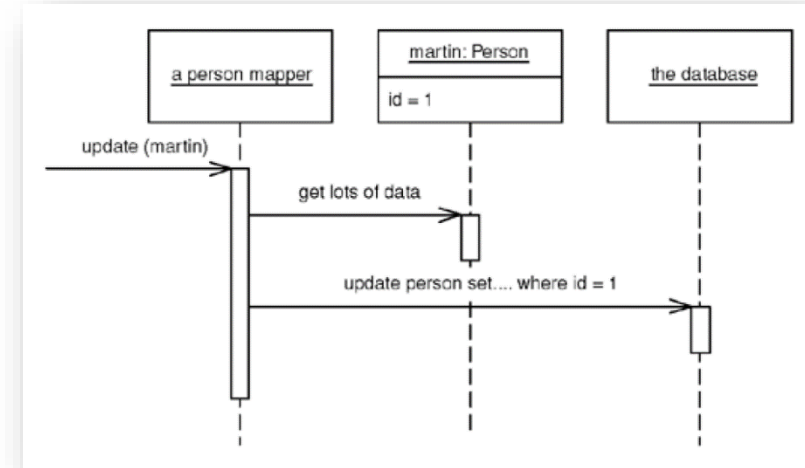 a person mapper
martin: Person
id = 1
the database
update (martin)
get lots of data
update person set.... where id = 1